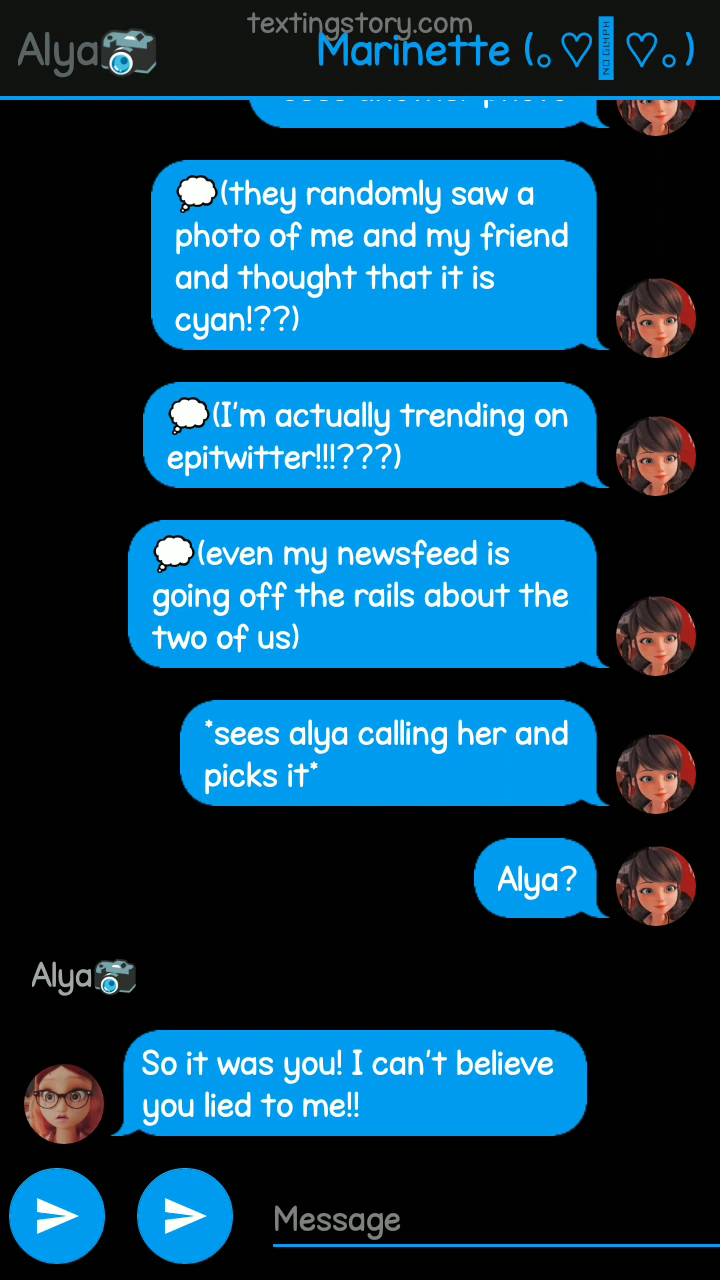 textingstory.com
Alya📷
Marinette (｡♡ NO GLYPH ♡｡)
💭(they randomly saw a
photo of me and my friend
and thought that it is
cyan!??)
💭(I'm actually trending on
epitwitter!!!???)
💭(even my newsfeed is
going off the rails about the
two of us)
*sees alya calling her and
picks it*
Alya?
Alya📷
So it was you! I can't believe
you lied to me!!
Message